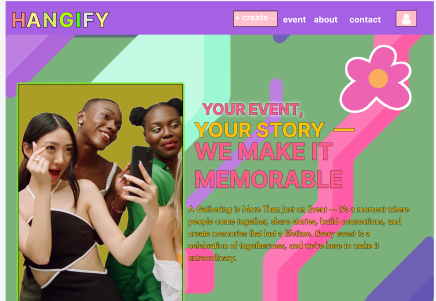 HANGIFY
+ create
event
about
contact
YOUR EVENT,
YOUR STORY —
WE MAKE IT
MEMORABLE
A Gathering is More Than Just an Event — It's a moment where
people come together, share stories, build connections, and
create memories that last a lifetime. Every event is a
celebration of togetherness, and we're here to make it
extraordinary.